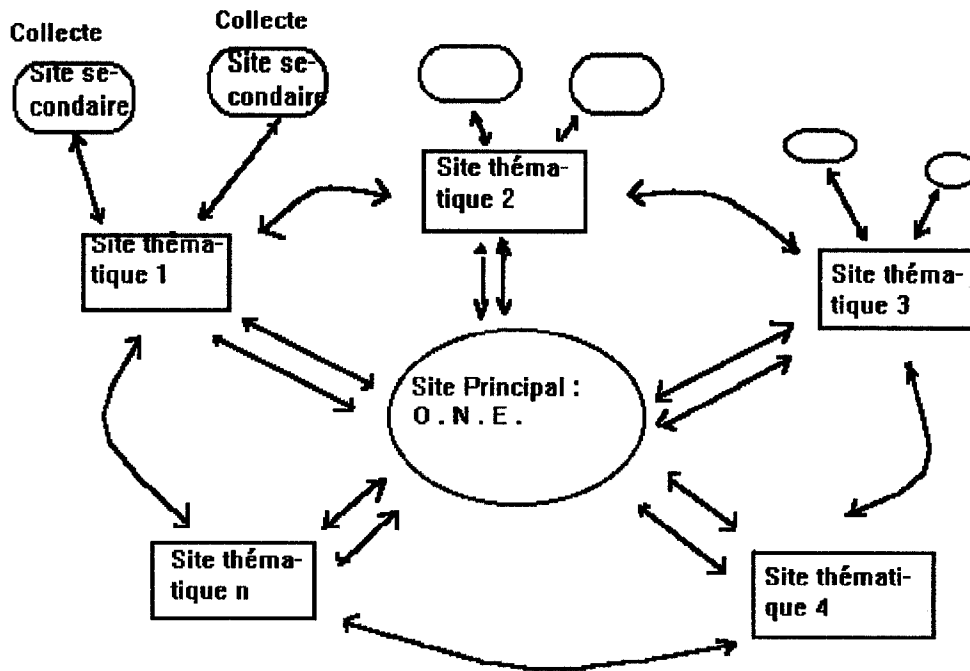 Collecte
Collecte
Site se-
condaire
Site se-
condaire
Site théma-
tique 2
Site théma-
tique 1
Site théma-
tique 3
Site Principal :
O . N . E .
Site théma-
tique n
Site thémati-
que 4